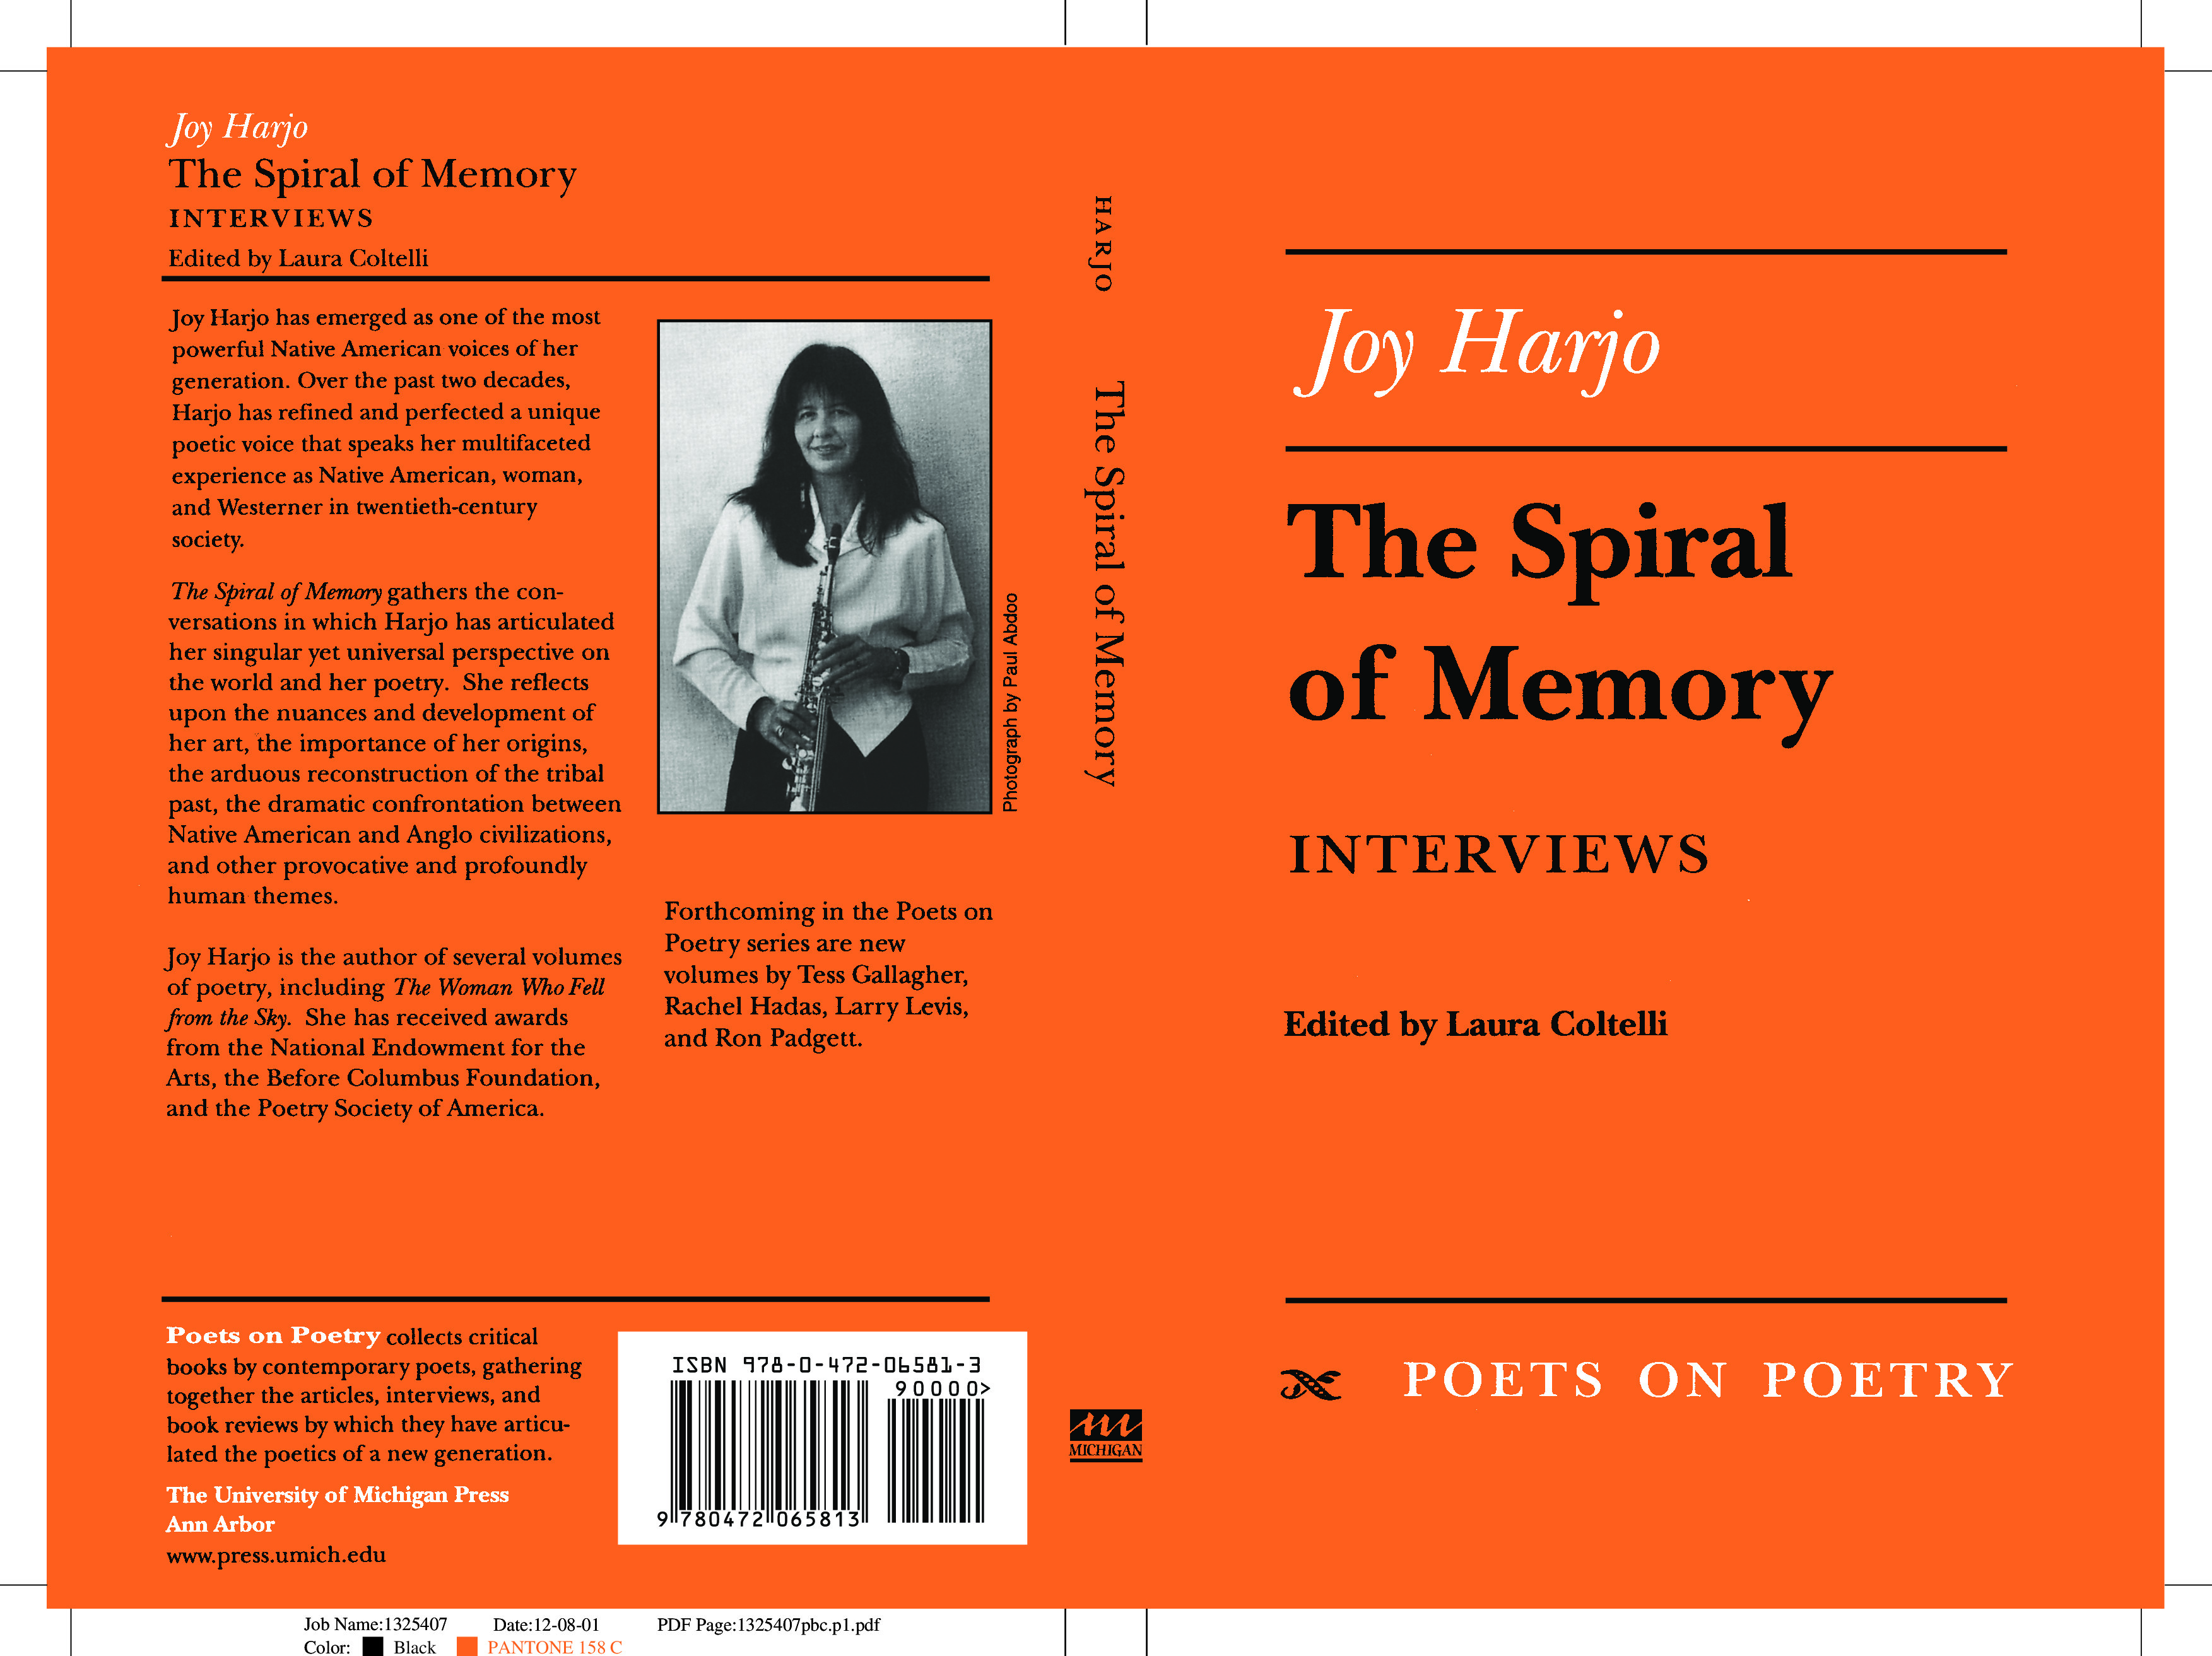 Joy Harjo
The Spiral of Memory
INTERVIEWS
Edited by Laura Coltelli
Joy Harjo has emerged as one of the most
powerful Native American voices of her
generation. Over the past two decades,
Harjo has refined and perfected a unique
poetic voice that speaks her multifaceted
experience as Native American, woman,
and Westerner in twentieth-century
society.
The Spiral of Memory gathers the con-
versations in which Harjo has articulated
her singular yet universal perspective on
the world and her poetry. She reflects
upon the nuances and development of
her art, the importance of her origins,
the arduous reconstruction of the tribal
past, the dramatic confrontation between
Native American and Anglo civilizations,
and other provocative and profoundly
human themes.
Joy Harjo is the author of several volumes
of poetry, including The Woman Who Fell
from the Sky. She has received awards
from the National Endowment for the
Arts, the Before Columbus Foundation,
and the Poetry Society of America.
Photograph by Paul Abdoo
Forthcoming in the Poets on
Poetry series are new
volumes by Tess Gallagher,
Rachel Hadas, Larry Levis,
and Ron Padgett.
Poets on Poetry collects critical
books by contemporary poets, gathering
together the articles, interviews, and
book reviews by which they have articu-
lated the poetics of a new generation.
The University of Michigan Press
Ann Arbor
www.press.umich.edu
ISBN 978-0-472-06581-3
90000>
9 780472 065813
HARJO The Spiral of Memory
MICHIGAN
Joy Harjo
The Spiral
of Memory
INTERVIEWS
Edited by Laura Coltelli
POETS ON POETRY
Job Name:1325407 Date:12-08-01 PDF Page:1325407pbc.p1.pdf
Color: Black PANTONE 158 C